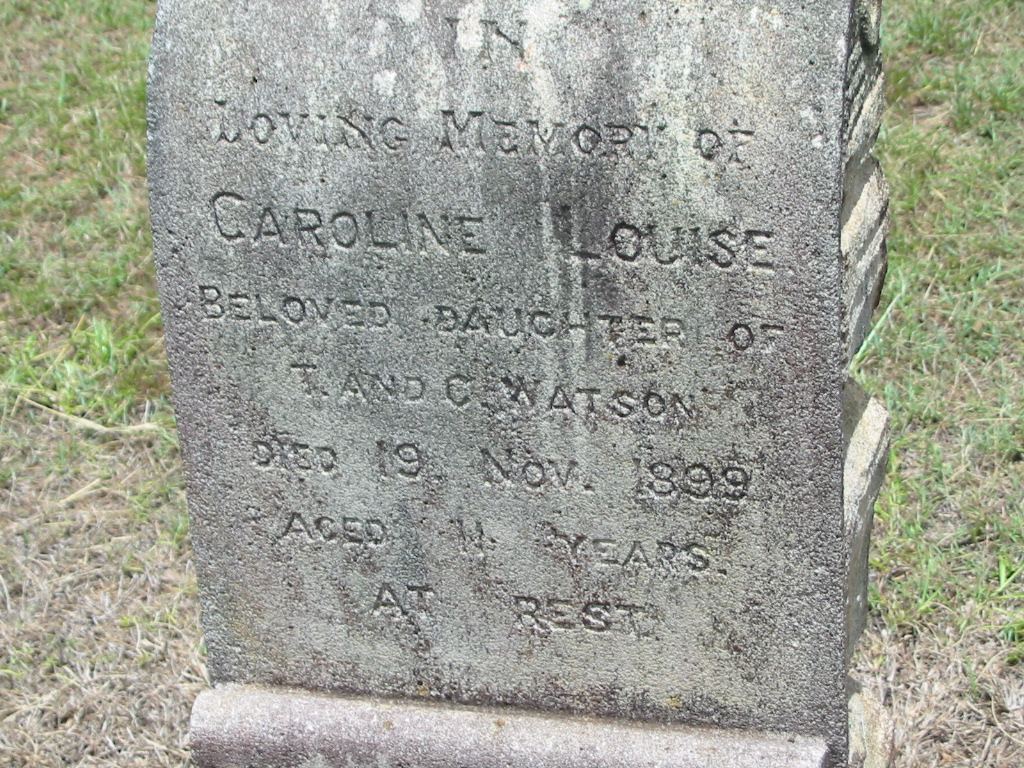 IN
LOVING MEMORY OF
CAROLINE LOUISE
BELOVED DAUGHTER OF
T. AND C. WATSON
DIED 19. NOV. 1899
AGED 11 YEARS.
AT REST.